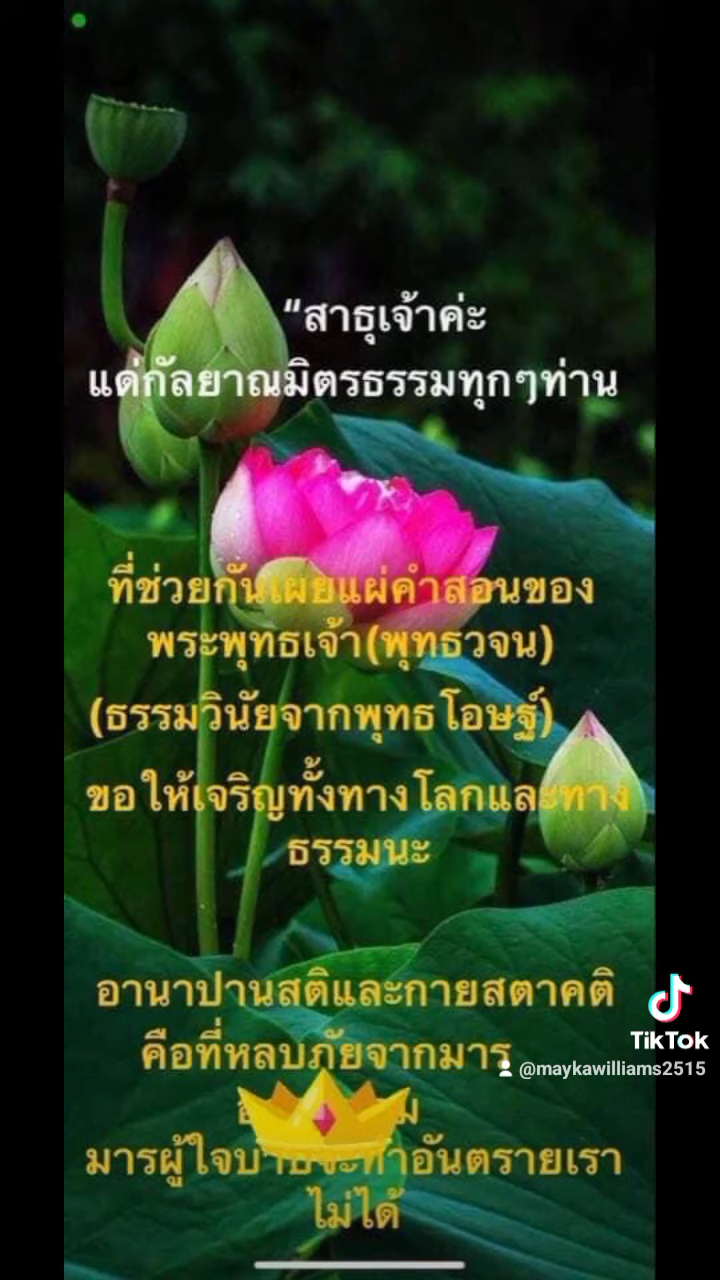 “สาธุเจ้าค่ะ
แด่กัลยาณมิตรธรรมทุกๆท่าน
ที่ช่วยกันเผยแผ่คำสอนของ
พระพุทธเจ้า(พุทธวจน)
(ธรรมวินัยจากพุทธโอษฐ์)
ขอให้เจริญทั้งทางโลกและทาง
ธรรมนะ
อานาปานสติและกายสตาคติ
คือที่หลบภัยจากมาร
TikTok
@maykawilliams2515
มารผู้ใจบาปจะทำอันตรายเรา
ไม่ได้